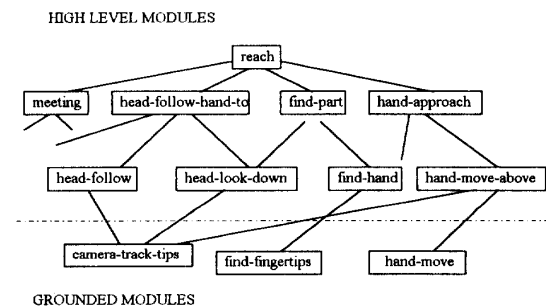 HIGH LEVEL MODULES
reach
meeting head-follow-hand-to find-part hand-approach
head-follow head-look-down find-hand hand-move-above
camera-track-tips find-fingertips hand-move
GROUNDED MODULES